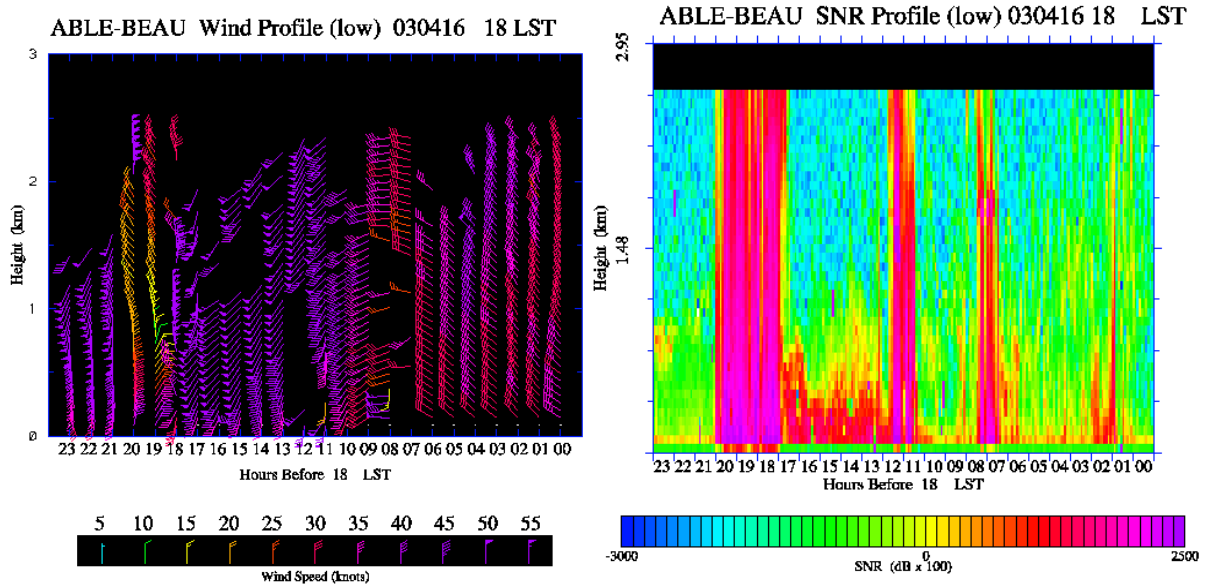 ABLE-BEAU Wind Profile (low) 030416 18 LST
3
2
1
0
Height (km)
23 22 21 20 19 18 17 16 15 14 13 12 11 10 09 08 07 06 05 04 03 02 01 00
Hours Before 18 LST
5 10 15 20 25 30 35 40 45 50 55
Wind Speed (knots)
ABLE-BEAU SNR Profile (low) 030416 18 LST
2.95
1.48
Height (km)
23 22 21 20 19 18 17 16 15 14 13 12 11 10 09 08 07 06 05 04 03 02 01 00
Hours Before 18 LST
-3000 0 2500
SNR (dB x 100)